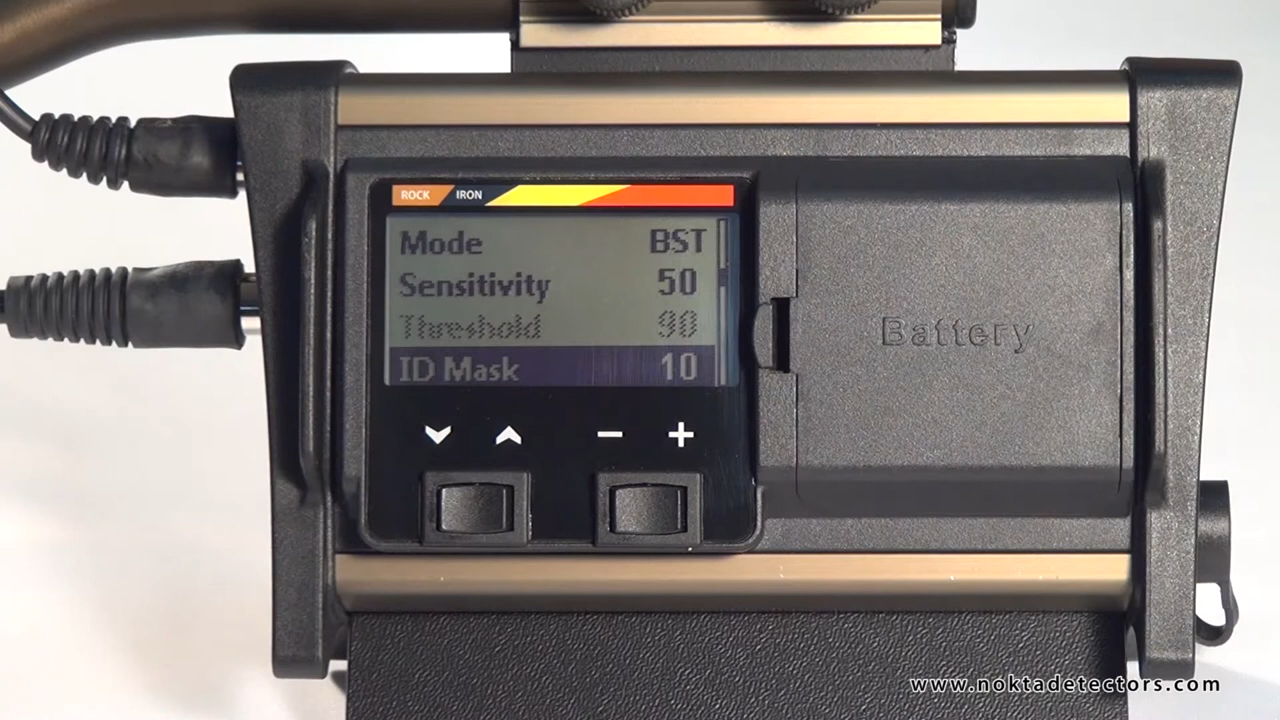 ROCK IRON
Mode BST
Sensitivity 50
Threshold 90
ID Mask 10
Battery
www.noktadetectors.com